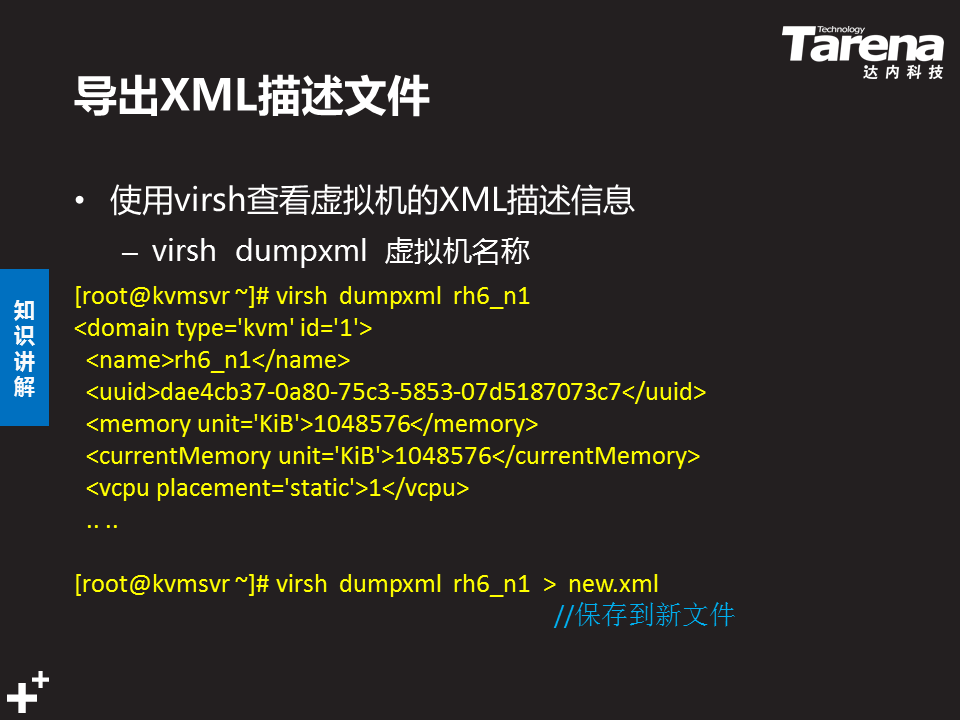 Technology
Tarena
达内科技
导出XML描述文件
• 使用virsh查看虚拟机的XML描述信息
– virsh dumpxml 虚拟机名称
知识讲解
[root@kvmsvr ~]# virsh dumpxml rh6_n1
<domain type='kvm' id='1'>
<name>rh6_n1</name>
<uuid>dae4cb37-0a80-75c3-5853-07d5187073c7</uuid>
<memory unit='KiB'>1048576</memory>
<currentMemory unit='KiB'>1048576</currentMemory>
<vcpu placement='static'>1</vcpu>
.. ..
[root@kvmsvr ~]# virsh dumpxml rh6_n1 > new.xml
//保存到新文件